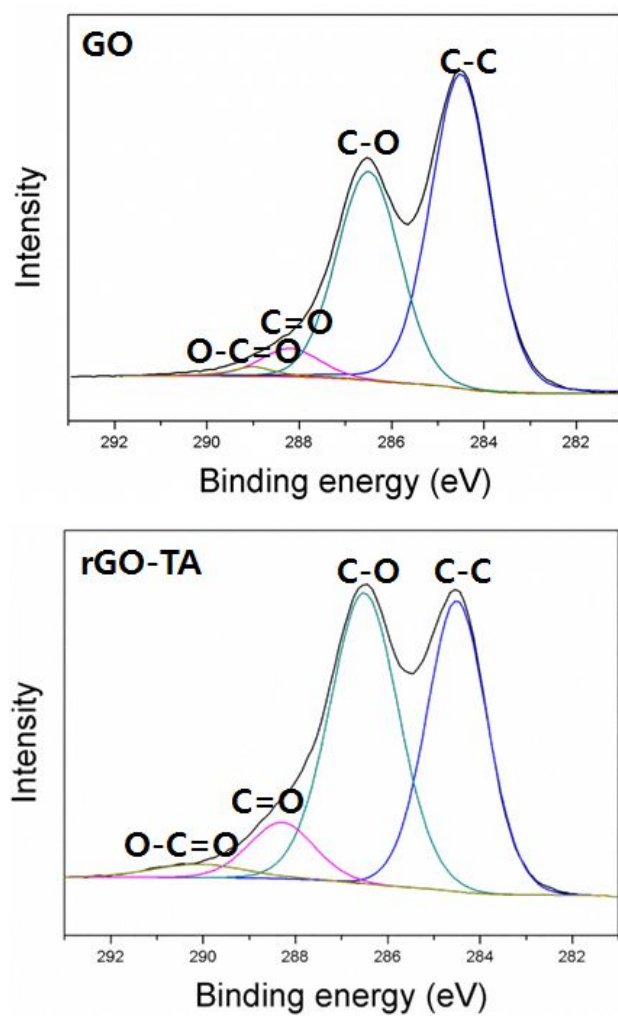 GO
C-C
C-O
C=O
O-C=O
Intensity
292 290 288 286 284 282
Binding energy (eV)
rGO-TA
C-O C-C
C=O
O-C=O
Intensity
292 290 288 286 284 282
Binding energy (eV)